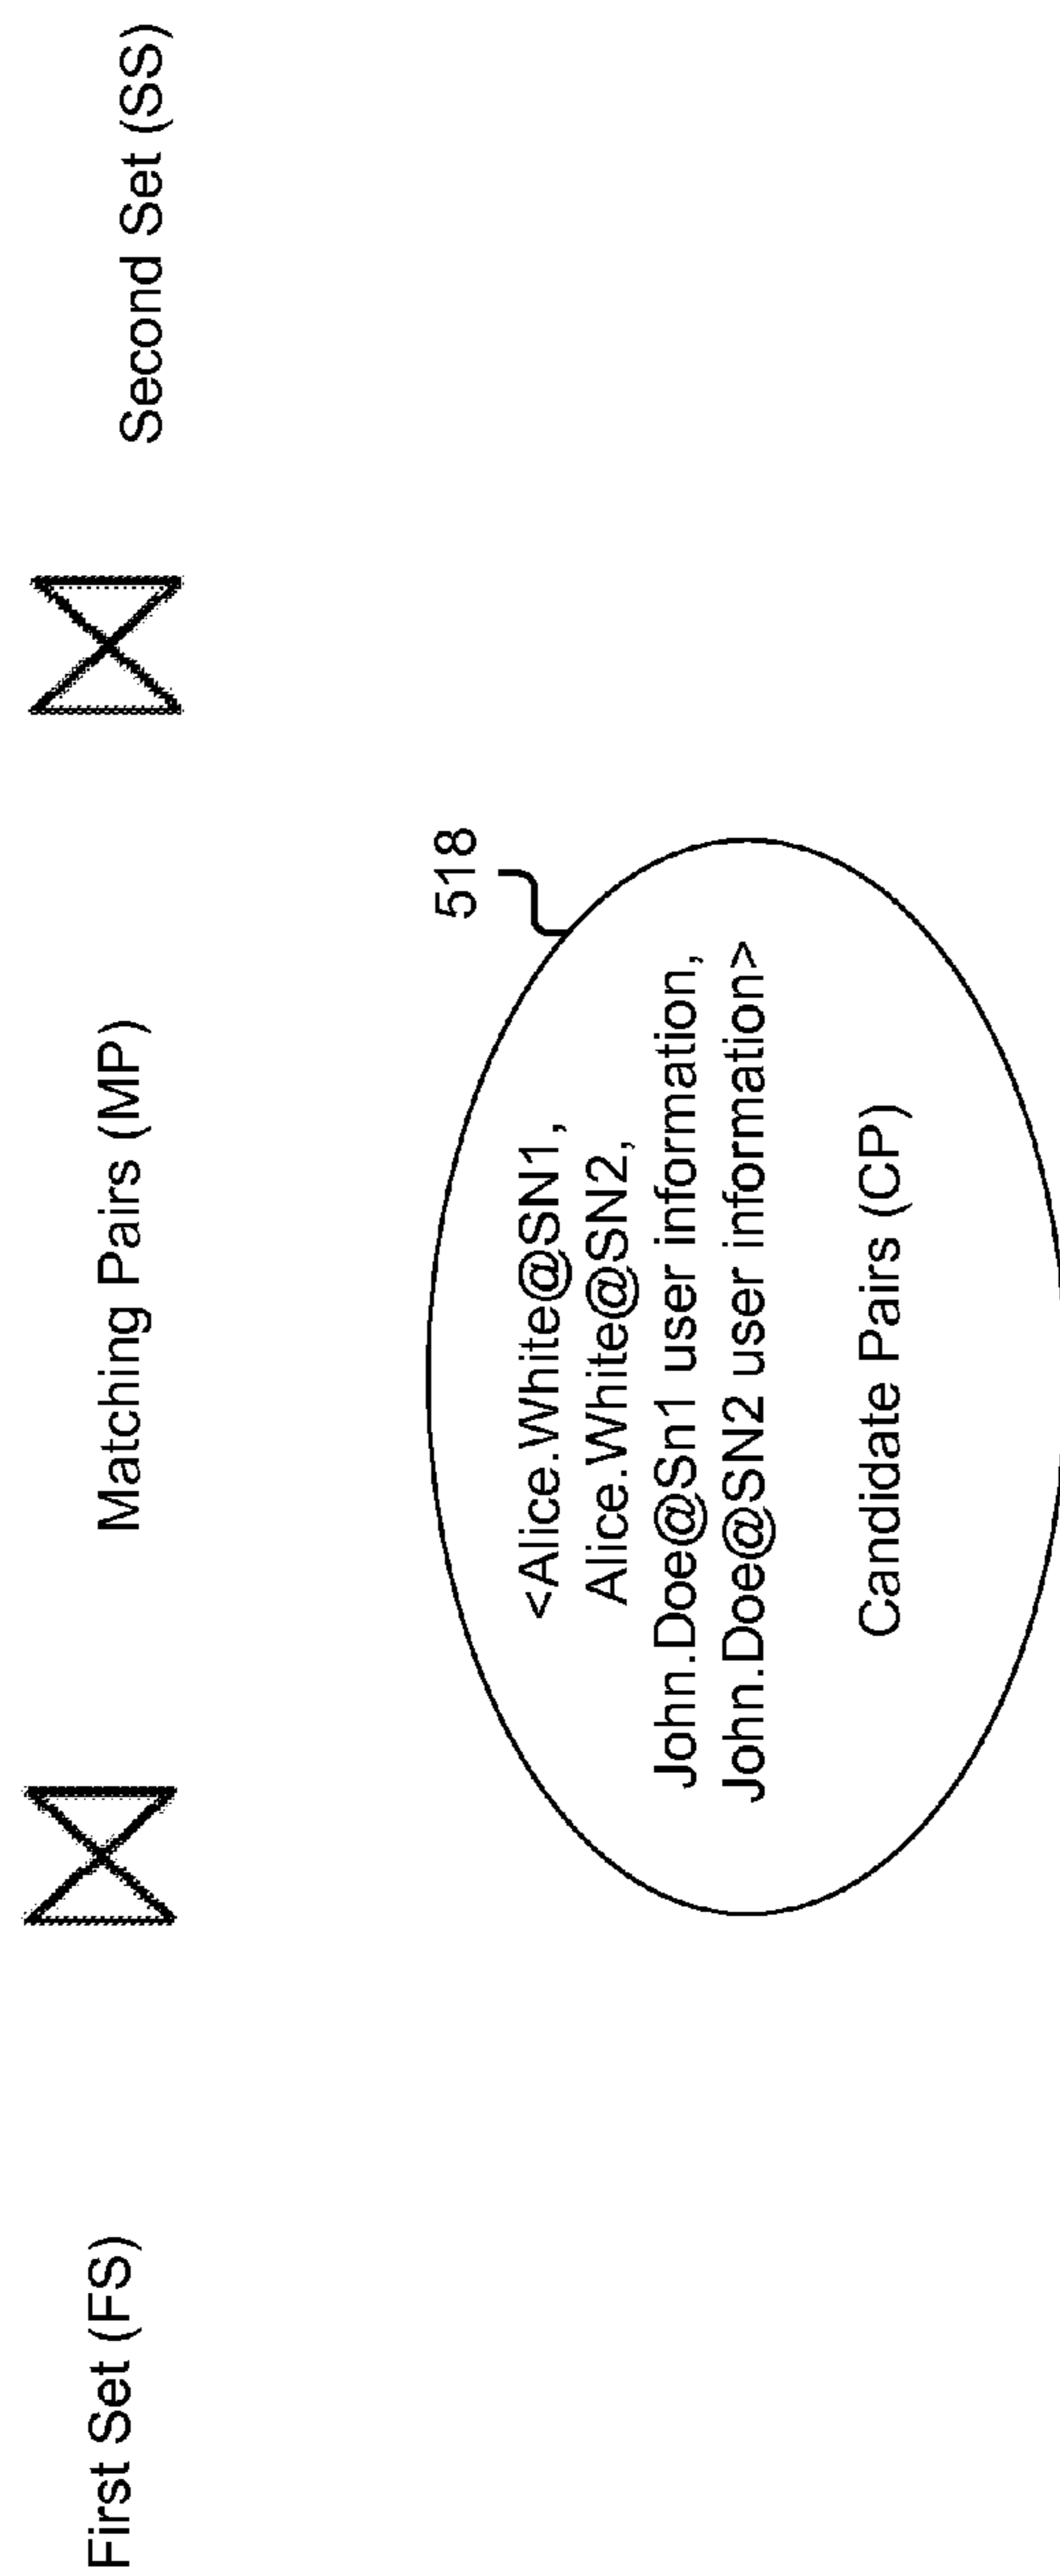 First Set (FS)
Matching Pairs (MP)
Second Set (SS)
518
<Alice.White@SN1,
Alice.White@SN2,
John.Doe@Sn1 user information,
John.Doe@SN2 user information>
Candidate Pairs (CP)